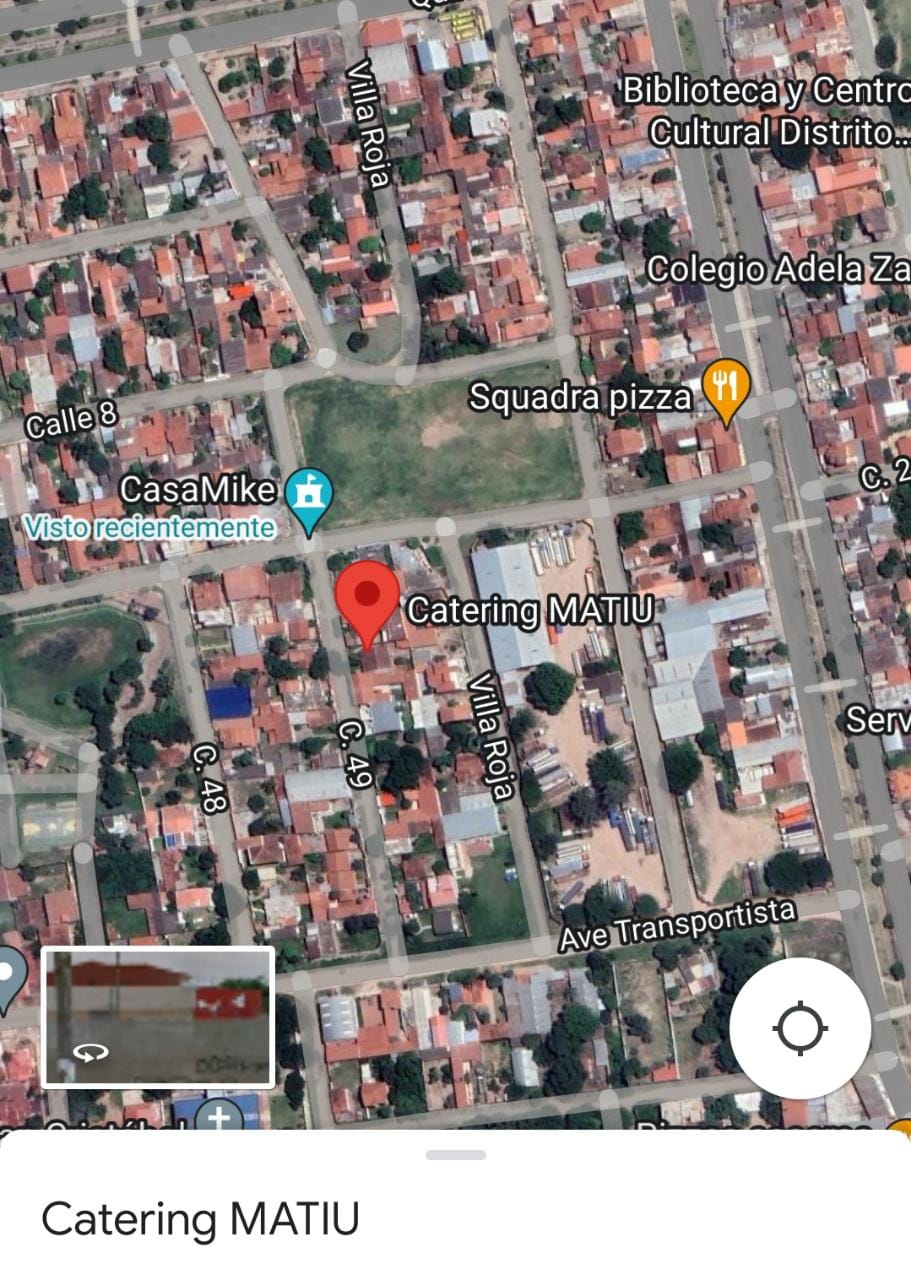 Villa Roja
Biblioteca y Centro
Cultural Distrito...
Colegio Adela Za
Squadra pizza
Calle 8
C. 2
CasaMike
Visto recientemente
Catering MATIU
Villa Roja
Serv
C. 49
C. 48
Ave Transportista
Catering MATIU